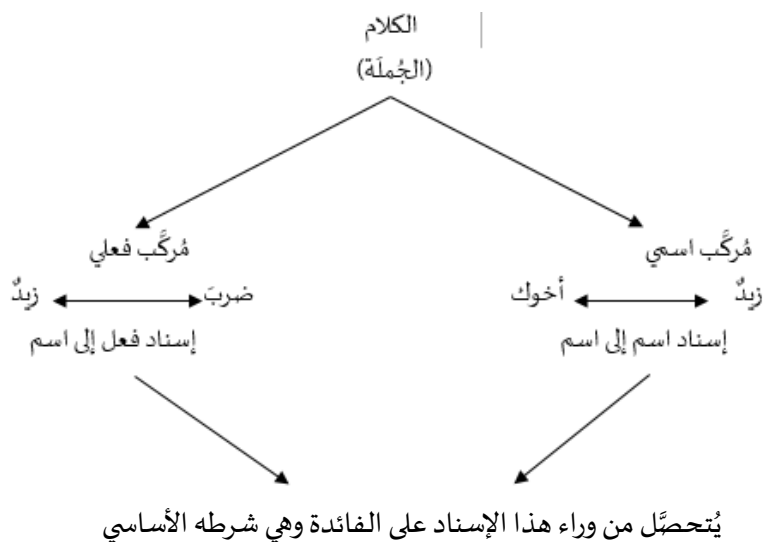 الكلام
(الجُملَة)
مُركَّب اسمي
مُركَّب فعلي
زيدٌ
أخوك
ضربَ
زيدٌ
إسناد اسم إلى اسم
إسناد فعل إلى اسم
يُتحصَّل من وراء هذا الإسناد على الفائدة وهي شرطه الأساسي